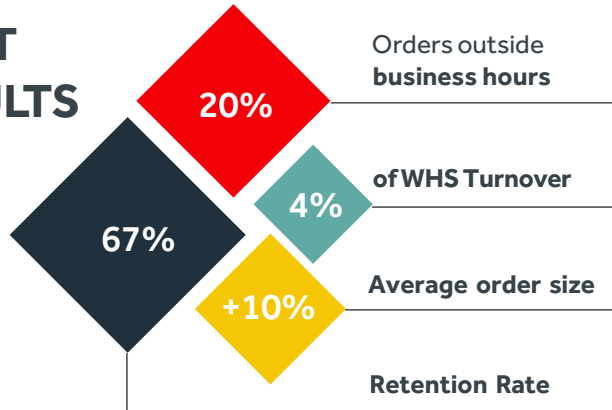 T
ULTS
20%
Orders outside
business hours
4%
of WHS Turnover
67%
+10%
Average order size
Retention Rate